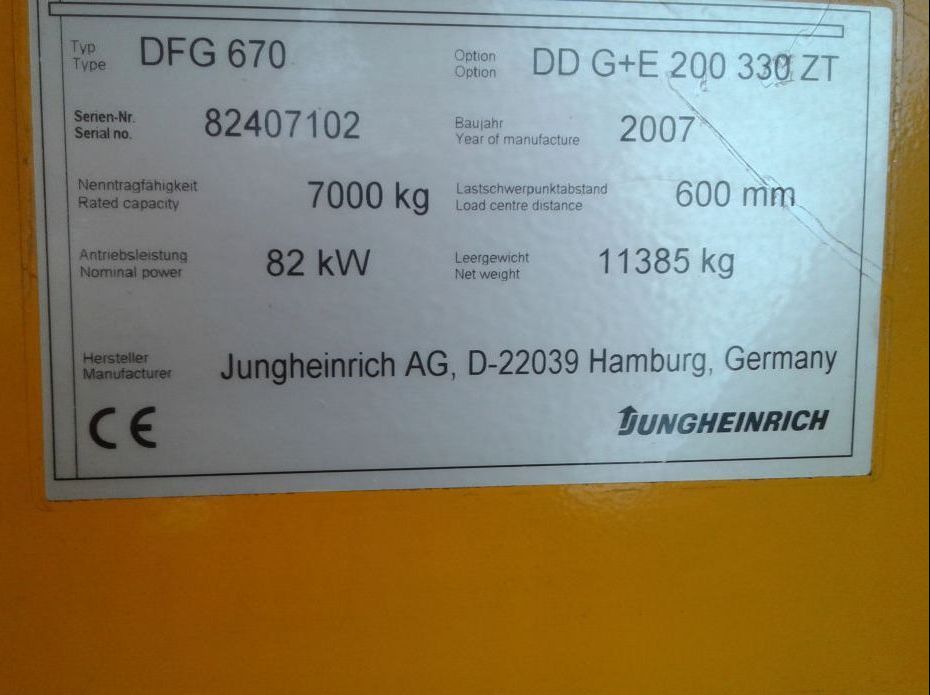 Typ DFG 670 Option DD G+E 200 330 ZT
Type Option
Serien-Nr. 82407102 Baujahr 2007
Serial no. Year of manufacture
Nenntragfähigkeit 7000 kg Lastschwerpunktabstand 600 mm
Rated capacity Load centre distance
Antriebsleistung 82 kW Leergewicht 11385 kg
Nominal power Net weight
Hersteller Jungheinrich AG, D-22039 Hamburg, Germany
Manufacturer
CE JUNGHEINRICH